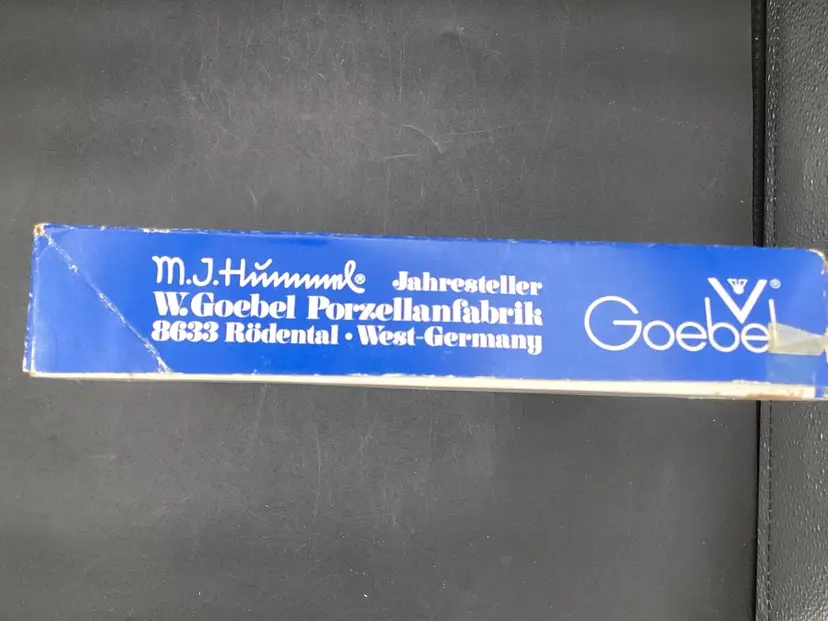 M.J.Hummel® Jahresteller
W. Goebel Porzellanfabrik
8633 Rödental • West-Germany
Goebel®